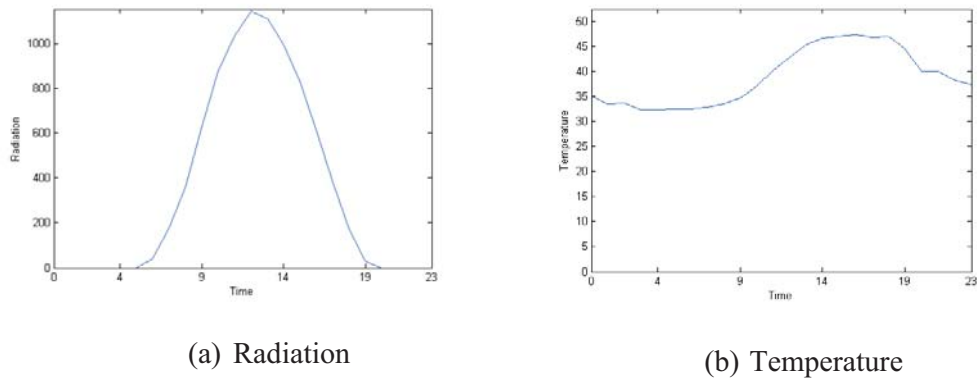 1000
800
600
400
200
0
Radiation
0 4 9 14 19 23
Time
(a) Radiation
50
45
40
35
30
25
20
15
10
5
0
Temperature
0 4 9 14 19 23
Time
(b) Temperature